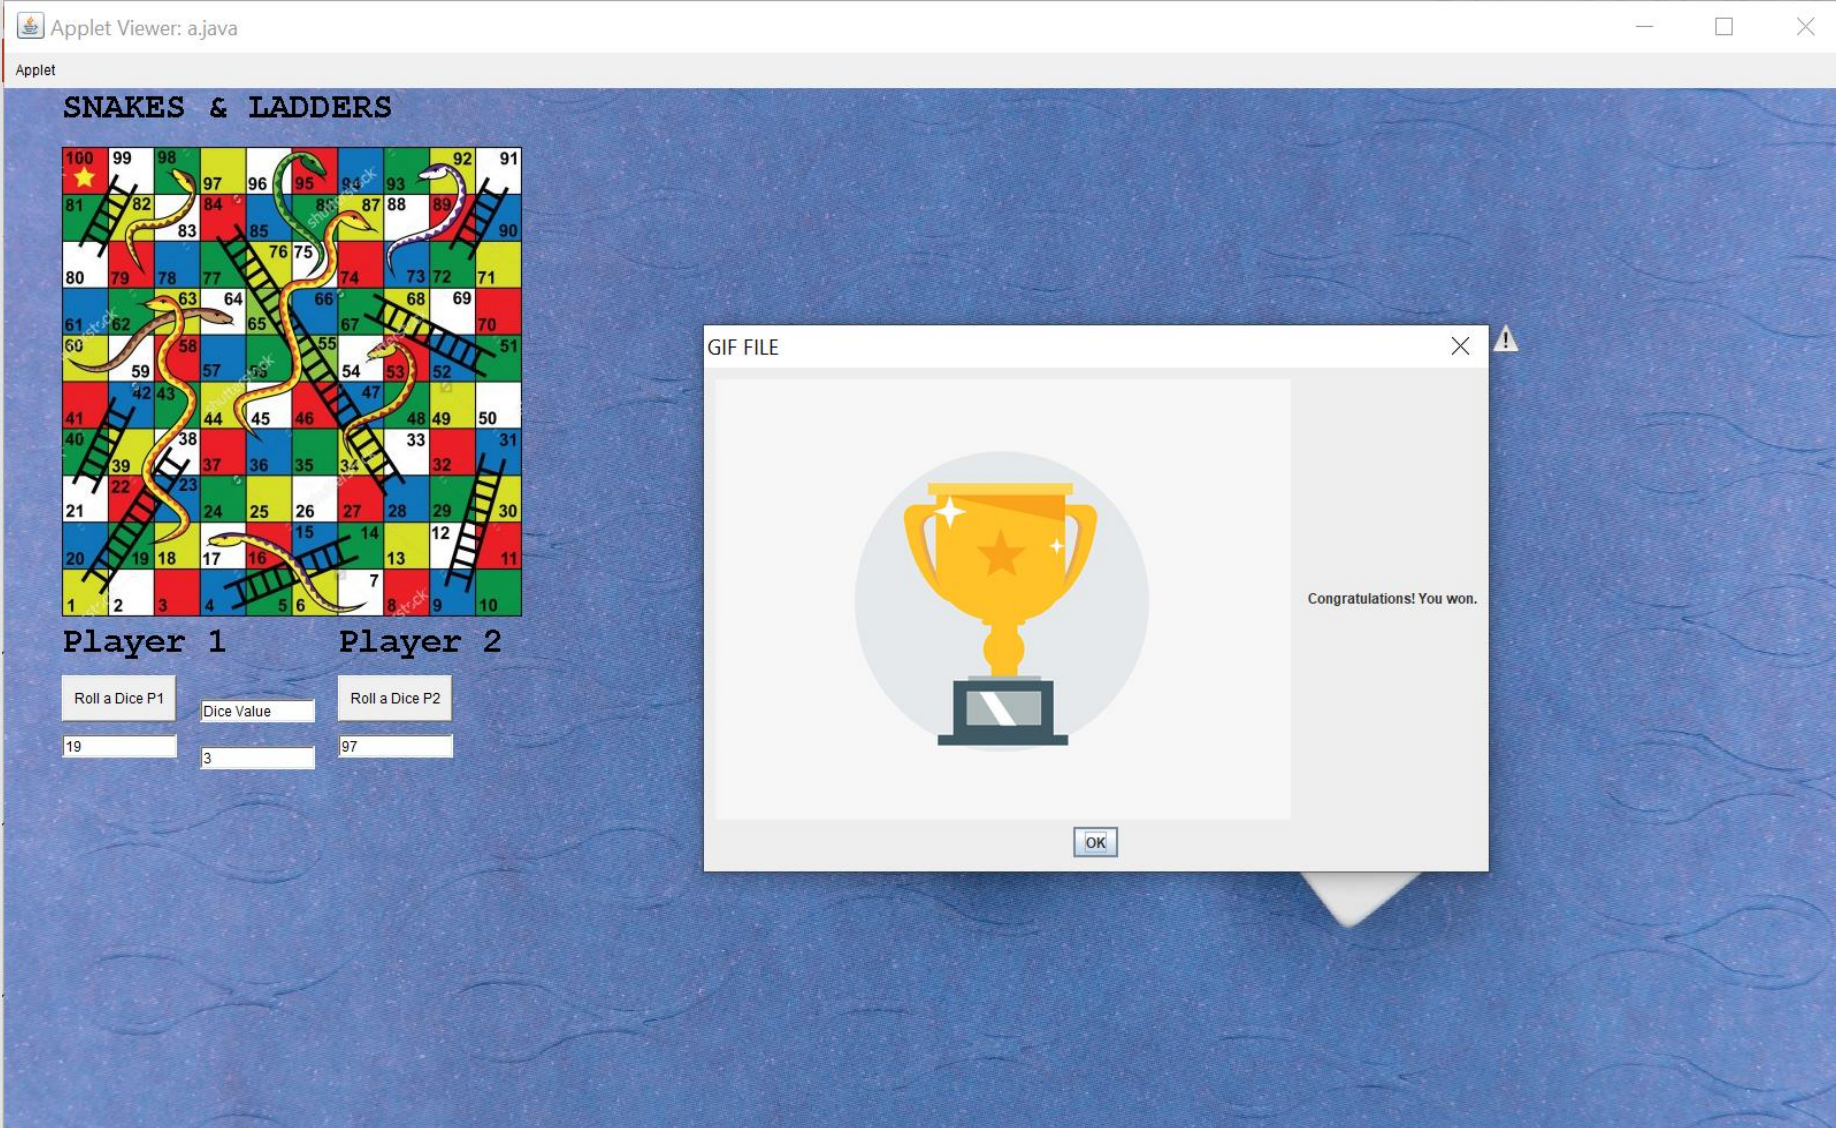 Applet Viewer: a.java
Applet
SNAKES & LADDERS
100 99 98 97 96 95 94 93 92 91
81 82 83 84 85 86 87 88 89 90
80 79 78 77 76 75 74 73 72 71
61 62 63 64 65 66 67 68 69 70
60 59 58 57 55 54 53 52 51
41 42 43 44 45 46 47 48 49 50
40 39 38 37 36 35 34 33 32 31
21 22 23 24 25 26 27 28 29 30
20 19 18 17 16 15 14 13 12 11
1 2 3 4 5 6 7 8 9 10
shutterstock
Player 1 Player 2
Roll a Dice P1 Dice Value Roll a Dice P2
19 3 97
GIF FILE
Congratulations! You won.
OK